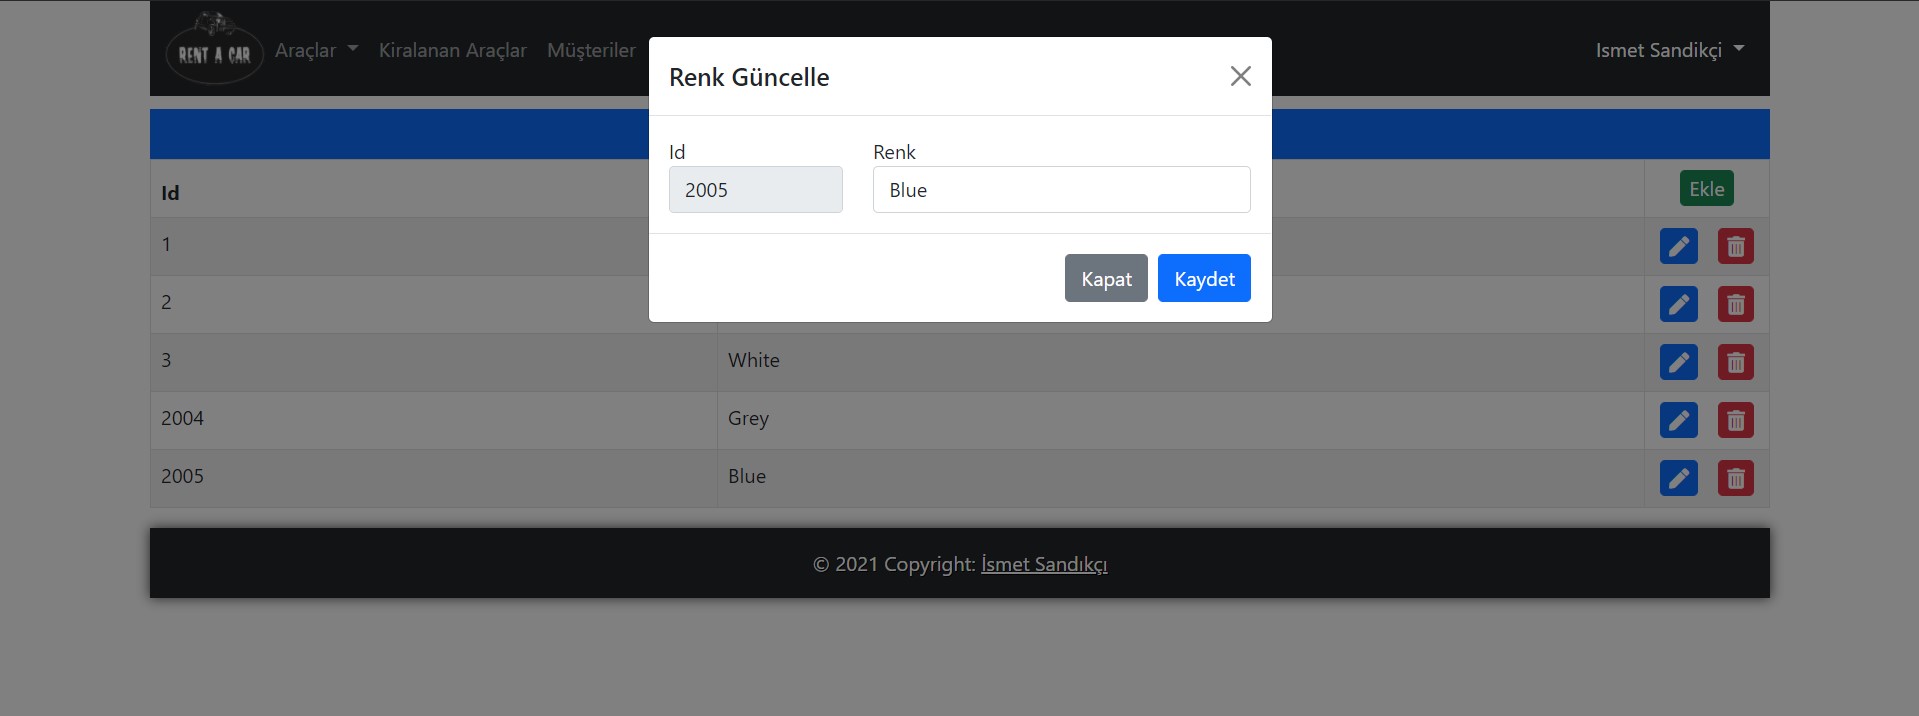 RENT A CAR
Araçlar Kiralanan Araçlar Müşteriler
Ismet Sandikçi
Renk Güncelle
Id Renk
2005 Blue
Kapat Kaydet
Id Ekle
1
2
3 White
2004 Grey
2005 Blue
© 2021 Copyright: İsmet Sandıkçı